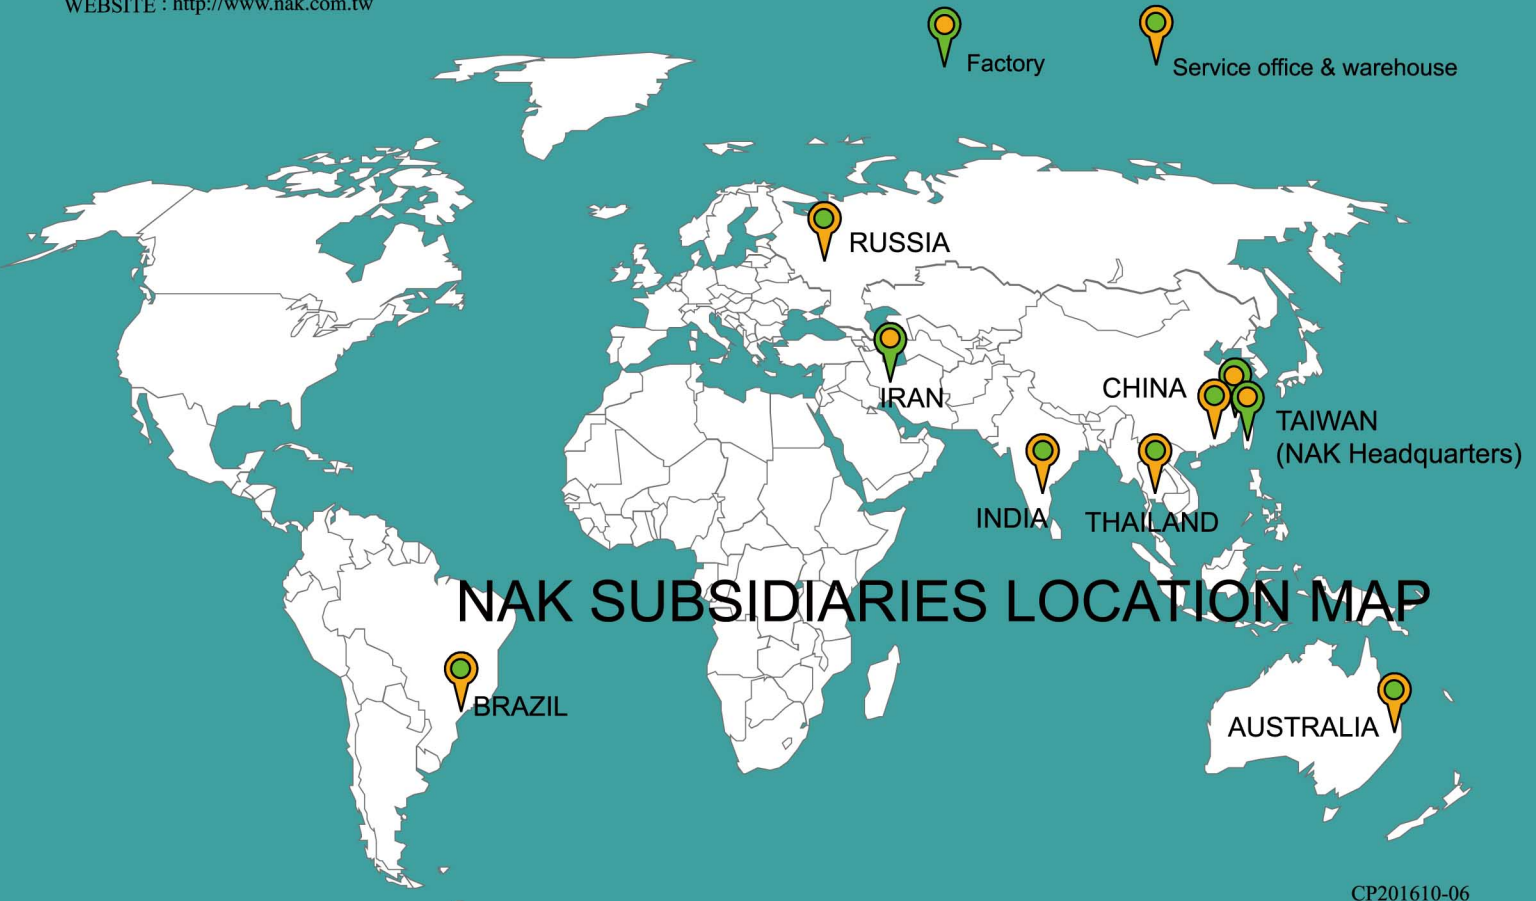 WEBSITE : http://www.nak.com.tw
Factory
Service office & warehouse
RUSSIA
IRAN
CHINA
TAIWAN
(NAK Headquarters)
INDIA
THAILAND
NAK SUBSIDIARIES LOCATION MAP
BRAZIL
AUSTRALIA
CP201610-06